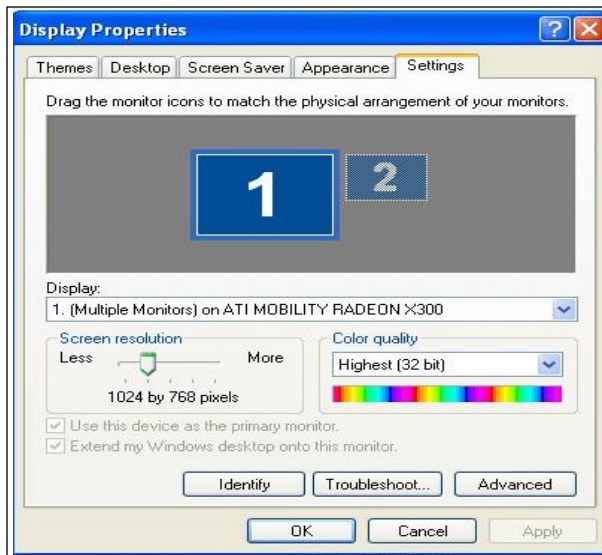 Display Properties
Themes Desktop Screen Saver Appearance Settings
Drag the monitor icons to match the physical arrangement of your monitors.
1 2
Display:
1. (Multiple Monitors) on ATI MOBILITY RADEON X300
Screen resolution Color quality
Less More Highest (32 bit)
1024 by 768 pixels
Use this device as the primary monitor.
Extend my Windows desktop onto this monitor.
Identify Troubleshoot... Advanced
OK Cancel Apply